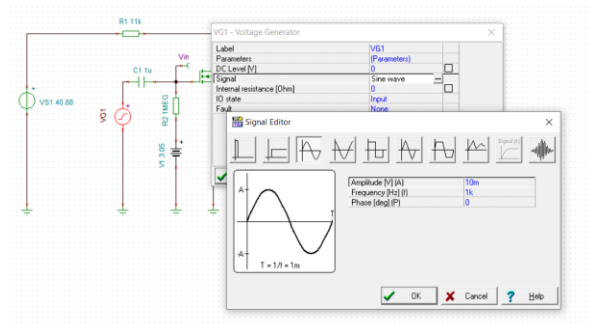 R1 11k
VG1 - Voltage Generator
Label VG1
Parameters (Parameters)
DC Level [V] 0
Signal Sine wave ...
Internal resistance [Ohm] 0
IO state Input
Fault None
C1 1u
Vin
VS1 40.88
VG1
R2 1MEG
V1 3.05
Signal Editor
Amplitude [V] (A) 10m
Frequency [Hz] (f) 1k
Phase [deg] (P) 0
A
T
-A
T = 1/f = 1m
OK Cancel Help